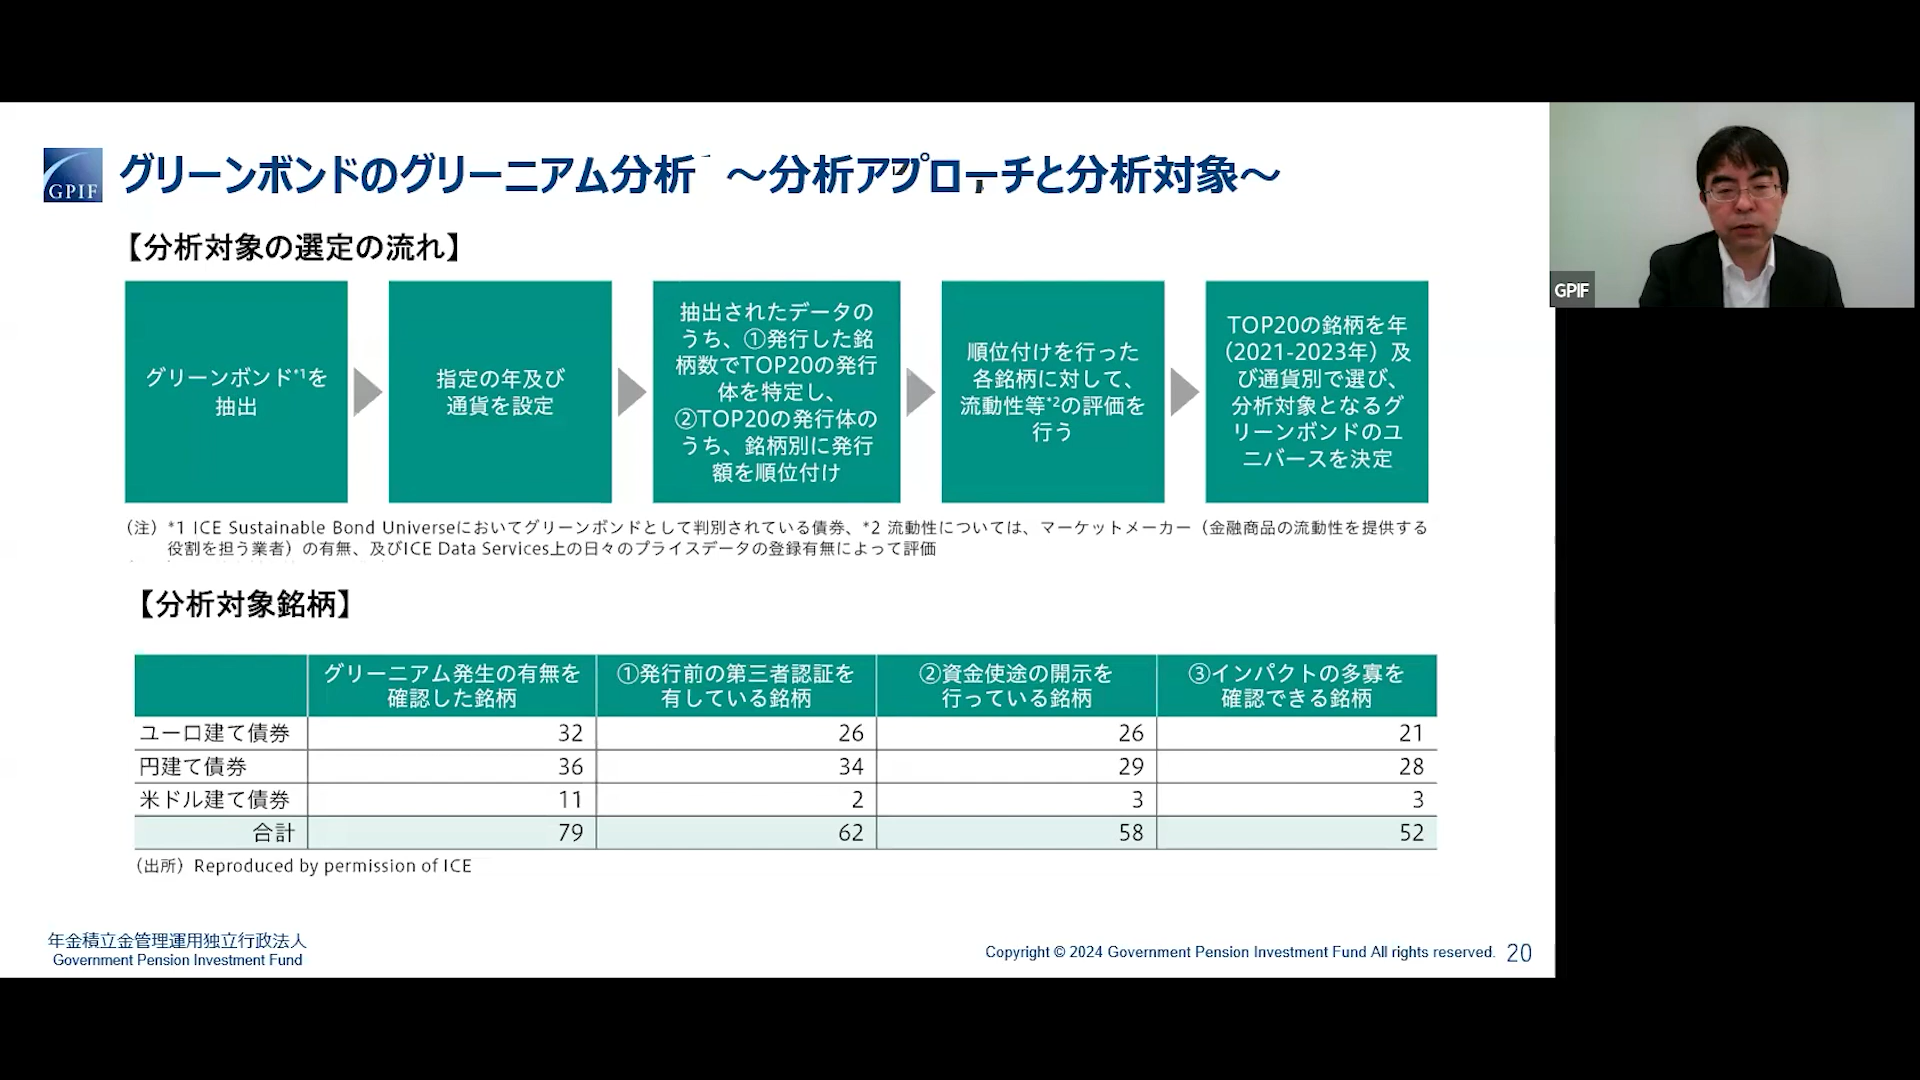 GPIF
グリーンボンドのグリーニアム分析 ～分析アプローチと分析対象～
【分析対象の選定の流れ】
グリーンボンド*1を
抽出
指定の年及び
通貨を設定
抽出されたデータの
うち、①発行した銘
柄数でTOP20の発行
体を特定し、
②TOP20の発行体の
うち、銘柄別に発行
額を順位付け
順位付けを行った
各銘柄に対して、
流動性等*2の評価を
行う
TOP20の銘柄を年
（2021-2023年）及
び通貨別で選び、
分析対象となるグ
リーンボンドのユ
ニバースを決定
（注）*1 ICE Sustainable Bond Universeにおいてグリーンボンドとして判別されている債券、*2 流動性については、マーケットメーカー（金融商品の流動性を提供する
役割を担う業者）の有無、及びICE Data Services上の日々のプライスデータの登録有無によって評価
【分析対象銘柄】
グリーニアム発生の有無を
確認した銘柄
①発行前の第三者認証を
有している銘柄
②資金使途の開示を
行っている銘柄
③インパクトの多寡を
確認できる銘柄
ユーロ建て債券 32 26 26 21
円建て債券 36 34 29 28
米ドル建て債券 11 2 3 3
合計 79 62 58 52
（出所）Reproduced by permission of ICE
年金積立金管理運用独立行政法人
Government Pension Investment Fund
Copyright © 2024 Government Pension Investment Fund All rights reserved. 20
GPIF